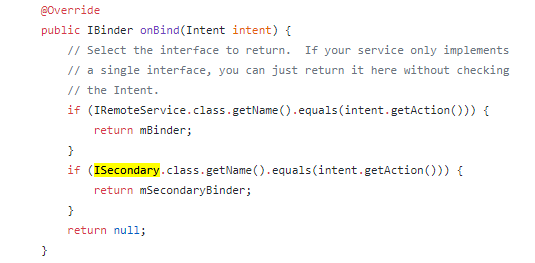 @Override
public IBinder onBind(Intent intent) {
// Select the interface to return.  If your service only implements
// a single interface, you can just return it here without checking
// the Intent.
if (IRemoteService.class.getName().equals(intent.getAction())) {
return mBinder;
}
if (ISecondary.class.getName().equals(intent.getAction())) {
return mSecondaryBinder;
}
return null;
}